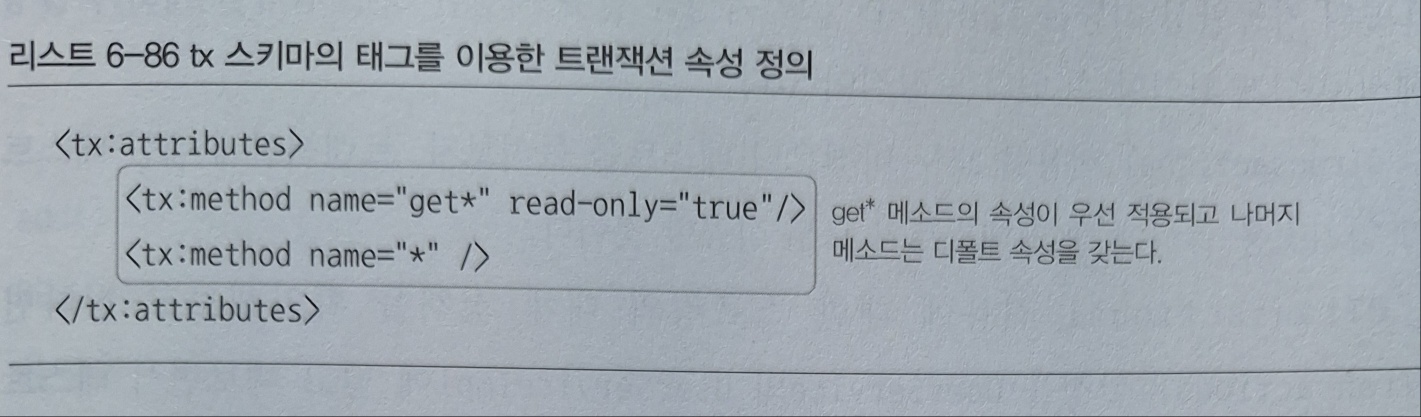 리스트 6-86 tx 스키마의 태그를 이용한 트랜잭션 속성 정의
<tx:attributes>
<tx:method name="get*" read-only="true"/>
<tx:method name="*" />
get* 메소드의 속성이 우선 적용되고 나머지
메소드는 디폴트 속성을 갖는다.
</tx:attributes>